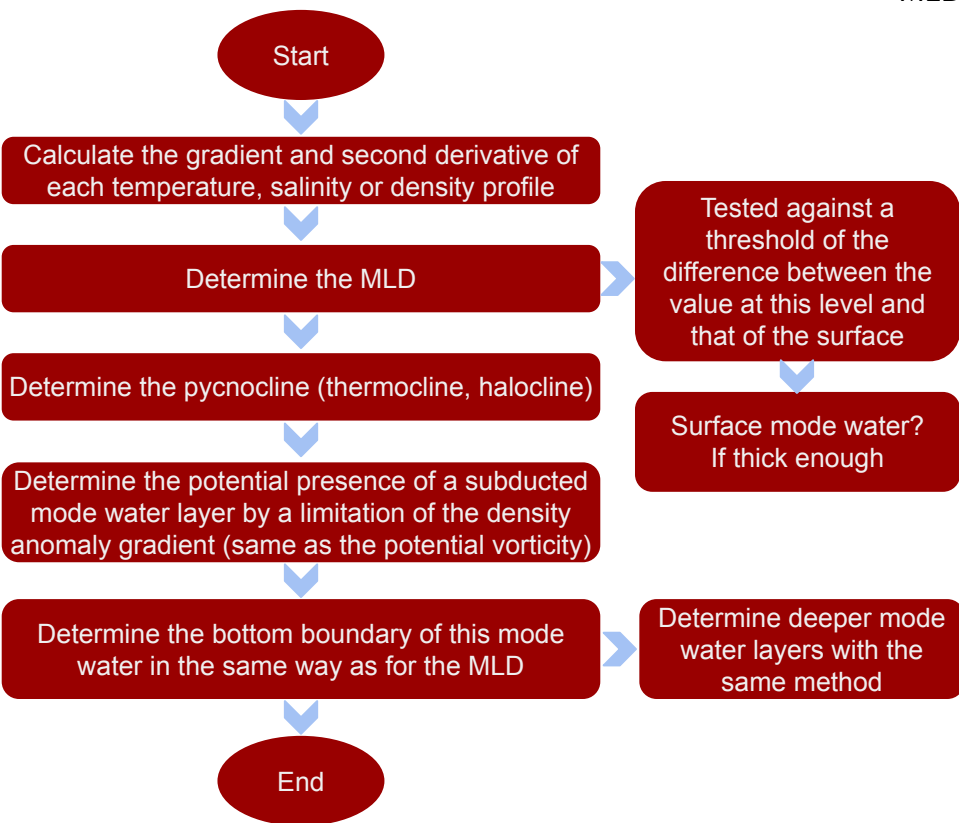 Start
Calculate the gradient and second derivative of
each temperature, salinity or density profile
Determine the MLD
Tested against a
threshold of the
difference between the
value at this level and
that of the surface
Surface mode water?
If thick enough
Determine the pycnocline (thermocline, halocline)
Determine the potential presence of a subducted
mode water layer by a limitation of the density
anomaly gradient (same as the potential vorticity)
Determine the bottom boundary of this mode
water in the same way as for the MLD
Determine deeper mode
water layers with the
same method
End